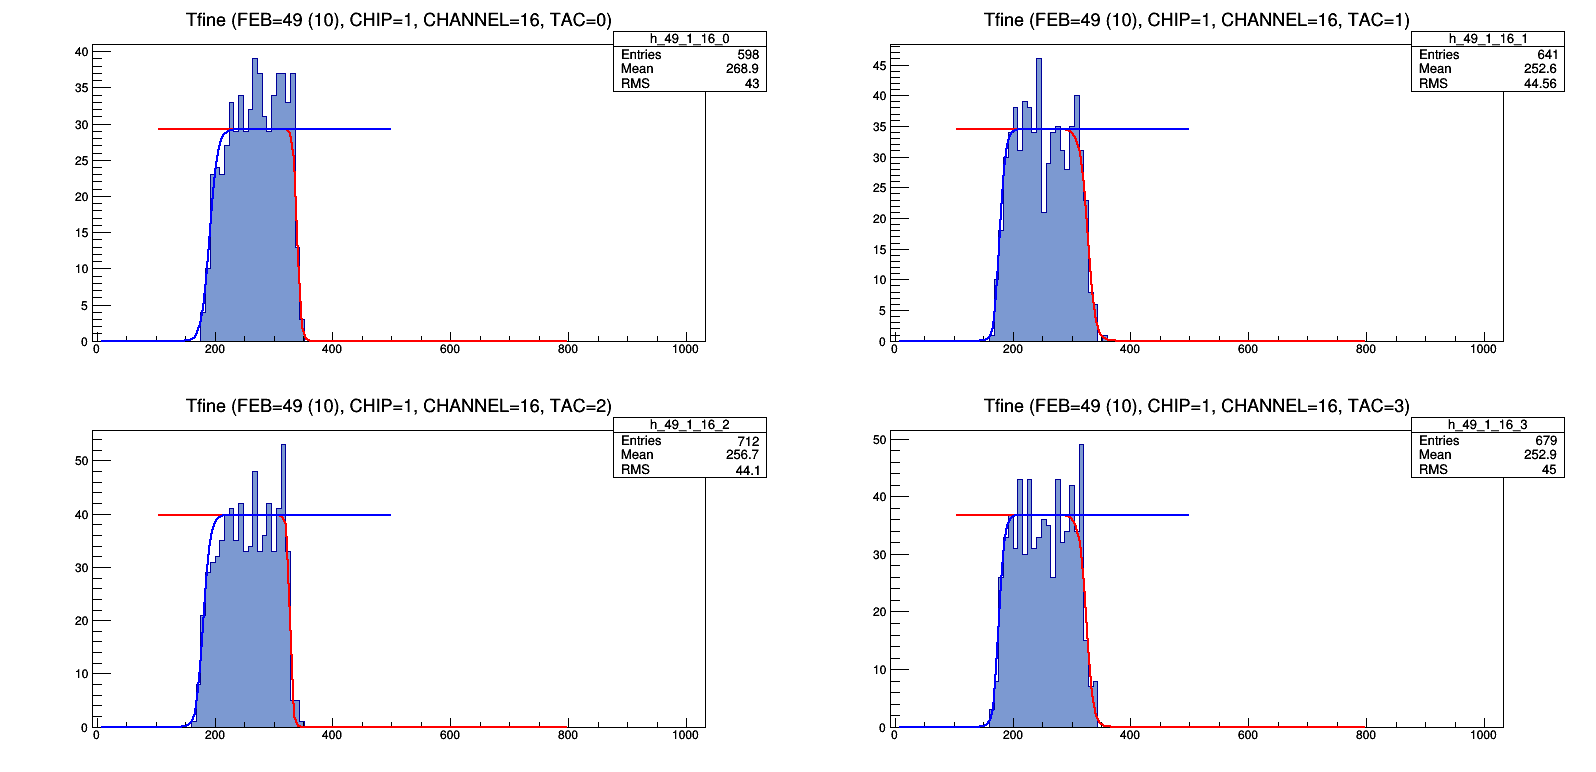 Tfine (FEB=49 (10), CHIP=1, CHANNEL=16, TAC=0)
h_49_1_16_0
Entries 598
Mean 268.9
RMS 43
40
35
30
25
20
15
10
5
0
0 200 400 600 800 1000
Tfine (FEB=49 (10), CHIP=1, CHANNEL=16, TAC=1)
h_49_1_16_1
Entries 641
Mean 252.6
RMS 44.56
45
40
35
30
25
20
15
10
5
0
0 200 400 600 800 1000
Tfine (FEB=49 (10), CHIP=1, CHANNEL=16, TAC=2)
h_49_1_16_2
Entries 712
Mean 256.7
RMS 44.1
50
40
30
20
10
0
0 200 400 600 800 1000
Tfine (FEB=49 (10), CHIP=1, CHANNEL=16, TAC=3)
h_49_1_16_3
Entries 679
Mean 252.9
RMS 45
50
40
30
20
10
0
0 200 400 600 800 1000